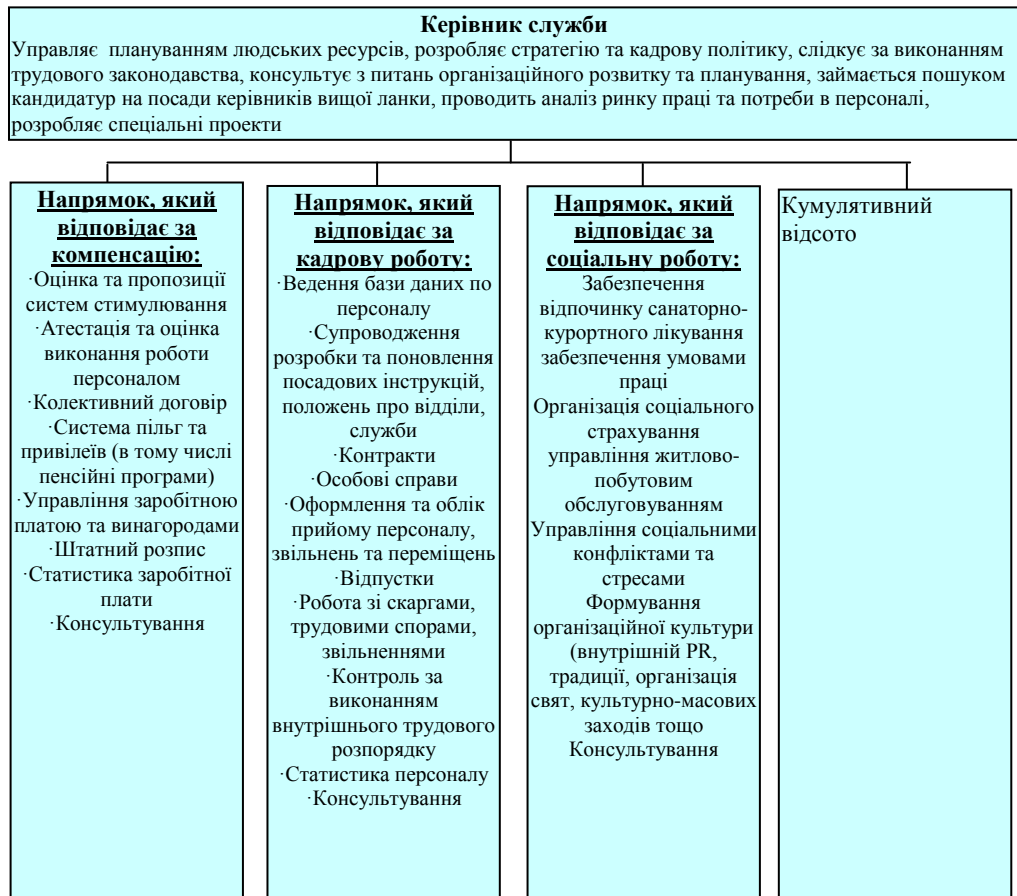 Керівник служби
Управляє плануванням людських ресурсів, розробляє стратегію та кадрову політику, слідкує за виконанням
трудового законодавства, консультує з питань організаційного розвитку та планування, займається пошуком
кандидатур на посади керівників вищої ланки, проводить аналіз ринку праці та потреби в персоналі,
розробляє спеціальні проекти
Напрямок, який
відповідає за
компенсацію:
·Оцінка та пропозиції
систем стимулювання
·Атестація та оцінка
виконання роботи
персоналом
·Колективний договір
·Система пільг та
привілеїв (в тому числі
пенсійні програми)
·Управління заробітною
платою та винагородами
·Штатний розпис
·Статистика заробітної
плати
·Консультування
Напрямок, який
відповідає за
кадрову роботу:
·Ведення бази даних по
персоналу
·Супроводження
розробки та поновлення
посадових інструкцій,
положень про відділи,
служби
·Контракти
·Особові справи
·Оформлення та облік
прийому персоналу,
звільнень та переміщень
·Відпустки
·Робота зі скаргами,
трудовими спорами,
звільненнями
·Контроль за
виконанням
внутрішнього трудового
розпорядку
·Статистика персоналу
·Консультування
Напрямок, який
відповідає за
соціальну роботу:
Забезпечення
відпочинку санаторно-
курортного лікування
забезпечення умовами
праці
Організація соціального
страхування
управління житлово-
побутовим
обслуговуванням
Управління соціальними
конфліктами та
стресами
Формування
організаційної культури
(внутрішній PR,
традиції, організація
свят, культурно-масових
заходів тощо
Консультування
Кумулятивний
відсото